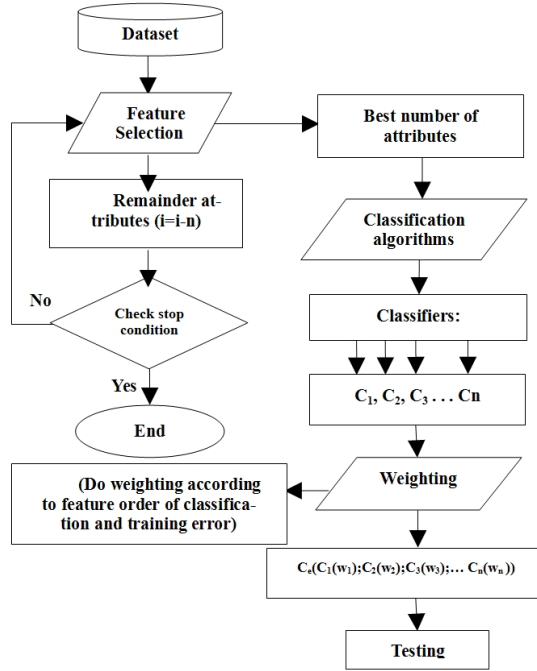 Dataset
Feature
Selection
Best number of
attributes
Remainder at-
tributes (i=i-n)
Classification
algorithms
No
Check stop
condition
Classifiers:
Yes
C₁, C₂, C₃ . . . Cn
End
(Do weighting according
to feature order of classifica-
tion and training error)
Weighting
Cₑ(C₁(w₁);C₂(w₂);C₃(w₃);… Cₙ(wₙ))
Testing